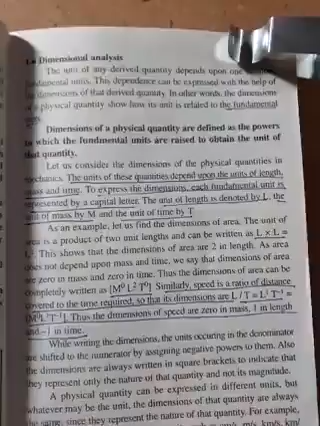 1.6 Dimensional analysis
The unit of any derived quantity depends upon one
fundamental units. This dependence can be expressed with the help of
dimensions of that derived quantity. In other words, the dimensions
of a physical quantity show how its unit is related to the fundamental
units.
Dimensions of a physical quantity are defined as the powers
to which the fundmental units are raised to obtain the unit of
that quantity.
Let us consider the dimensions of the physical quantities in
mechanics. The units of these quantities depend upon the units of length,
mass and time. To express the dimensions, each fundamental unit is
represented by a capital letter. The unit of length is denoted by L, the
unit of mass by M and the unit of time by T
As an example, let us find the dimensions of area. The unit of
area is a product of two unit lengths and can be written as L x L =
L². This shows that the dimensions of area are 2 in length. As area
does not depend upon mass and time, we say that dimensions of area
are zero in mass and zero in time. Thus the dimensions of area can be
completely written as [M⁰ L² T⁰] Similarly, speed is a ratio of distance
covered to the time required, so that its dimensions are L / T = L¹ T⁻¹ =
[M⁰L¹T⁻¹]. Thus the dimensions of speed are zero in mass, 1 in length
and -1 in time.
While writing the dimensions, the units occuring in the denominator
are shifted to the numerator by assigning negative powers to them. Also
the dimensions are always written in square brackets to indicate that
they represent only the nature of that quantity and not its magnitude.
A physical quantity can be expressed in different units, but
whatever may be the unit, the dimensions of that quantity are always
the same, since they represent the nature of that quantity. For example,
m/s, km/s, km/